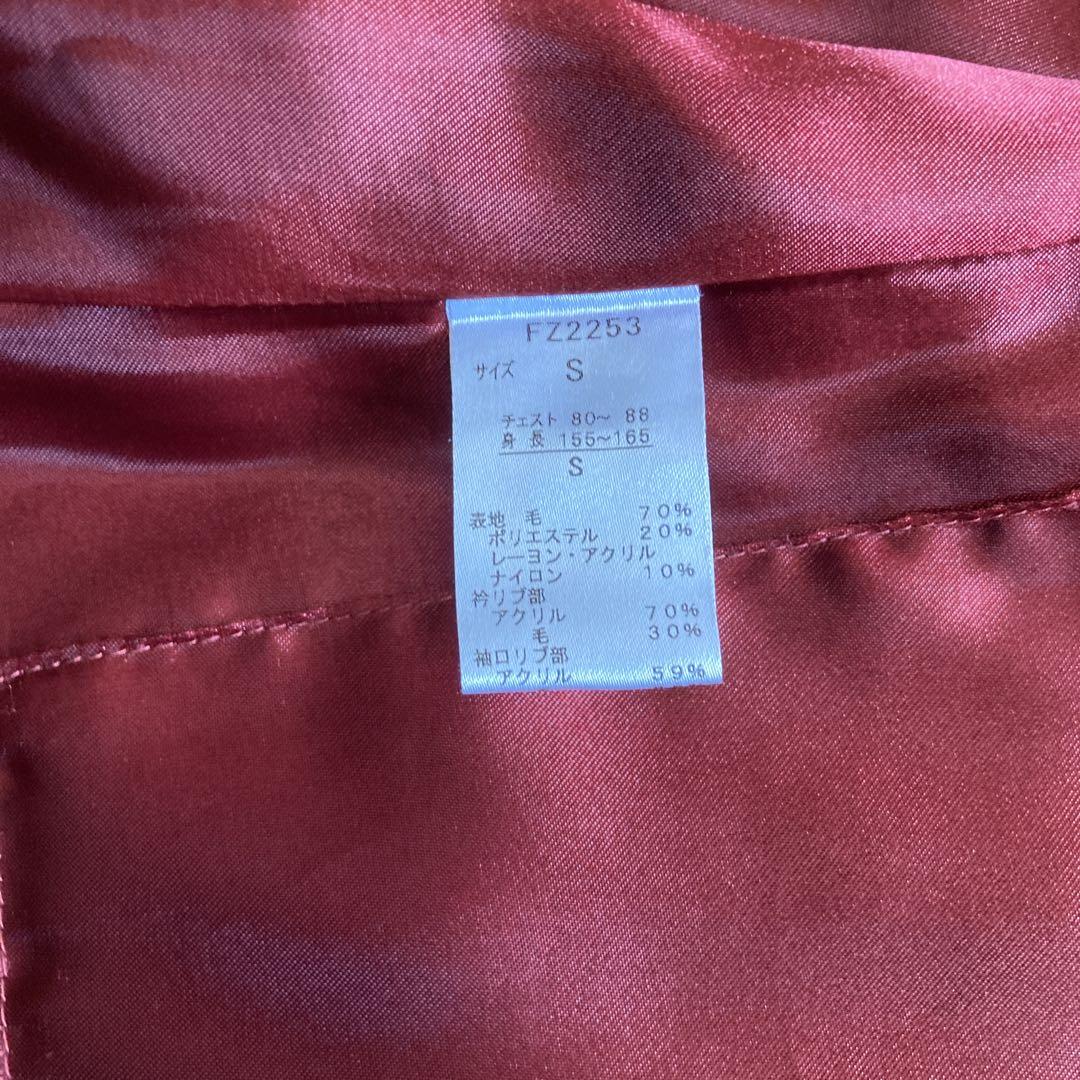 FZ2253
サイズ S
チェスト 80～ 88
身長 155～165
S
表地 毛 70%
ポリエステル 20%
レーヨン・アクリル
ナイロン 10%
衿リブ部
アクリル 70%
毛 30%
袖口リブ部
アクリル 59%